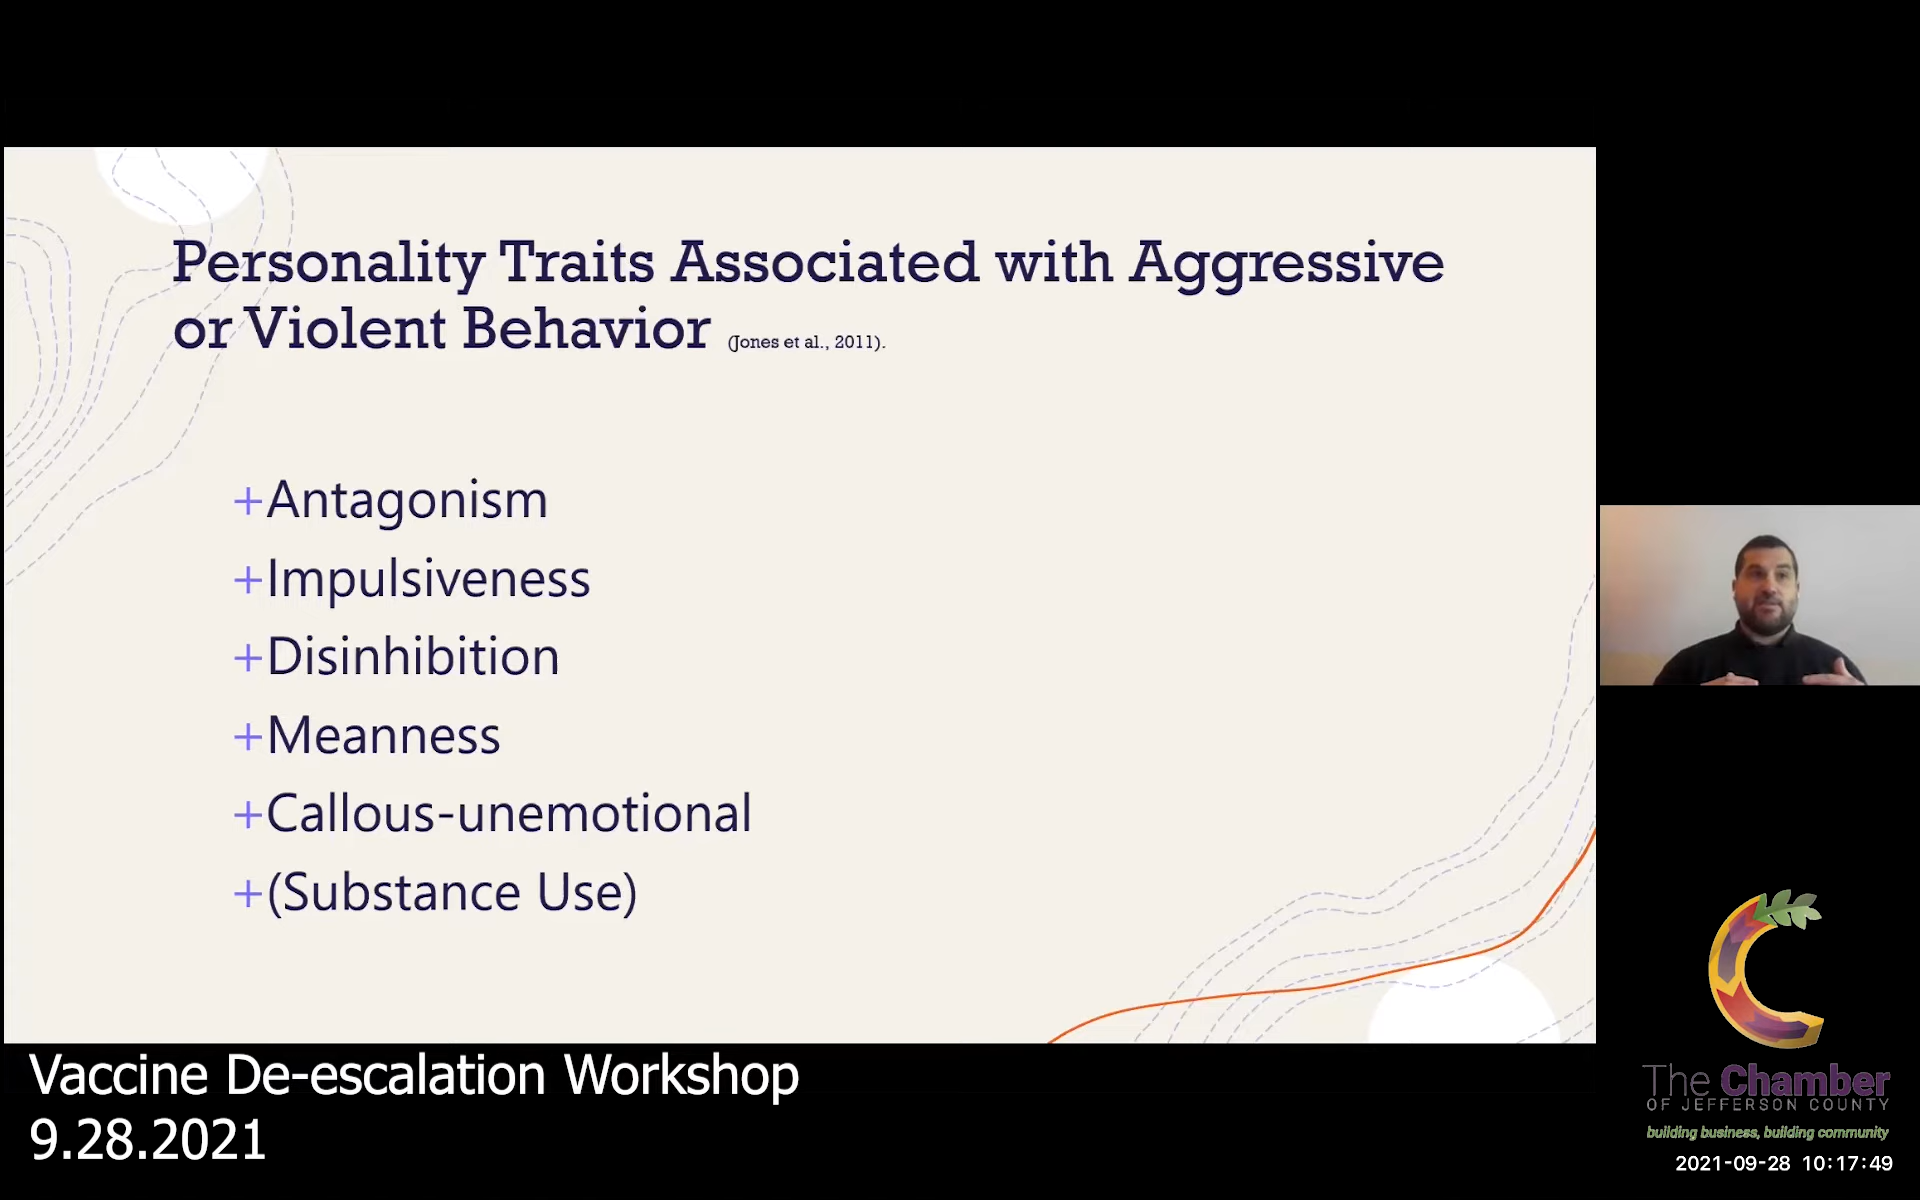 Personality Traits Associated with Aggressive
or Violent Behavior (Jones et al., 2011).
+Antagonism
+Impulsiveness
+Disinhibition
+Meanness
+Callous-unemotional
+(Substance Use)
Vaccine De-escalation Workshop
9.28.2021
The Chamber
OF JEFFERSON COUNTY
building business, building community
2021-09-28 10:17:49